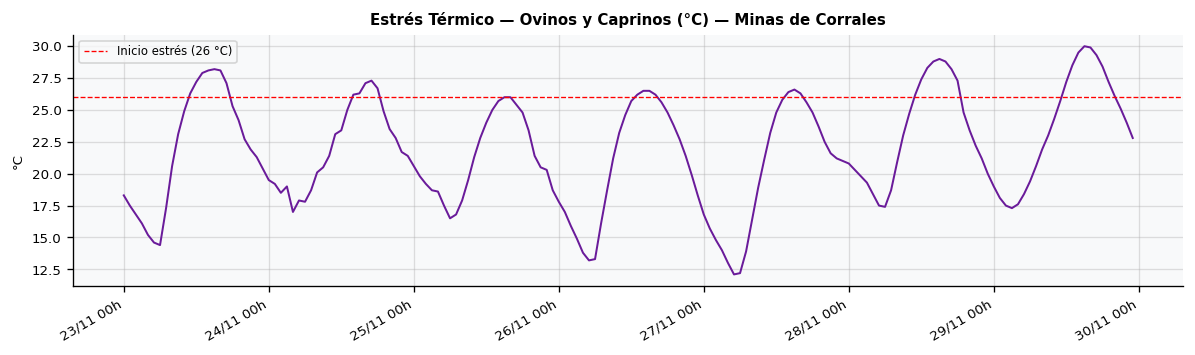 Estrés Térmico — Ovinos y Caprinos (°C) — Minas de Corrales
Inicio estrés (26 °C)
°C
30.0
27.5
25.0
22.5
20.0
17.5
15.0
12.5
23/11 00h
24/11 00h
25/11 00h
26/11 00h
27/11 00h
28/11 00h
29/11 00h
30/11 00h